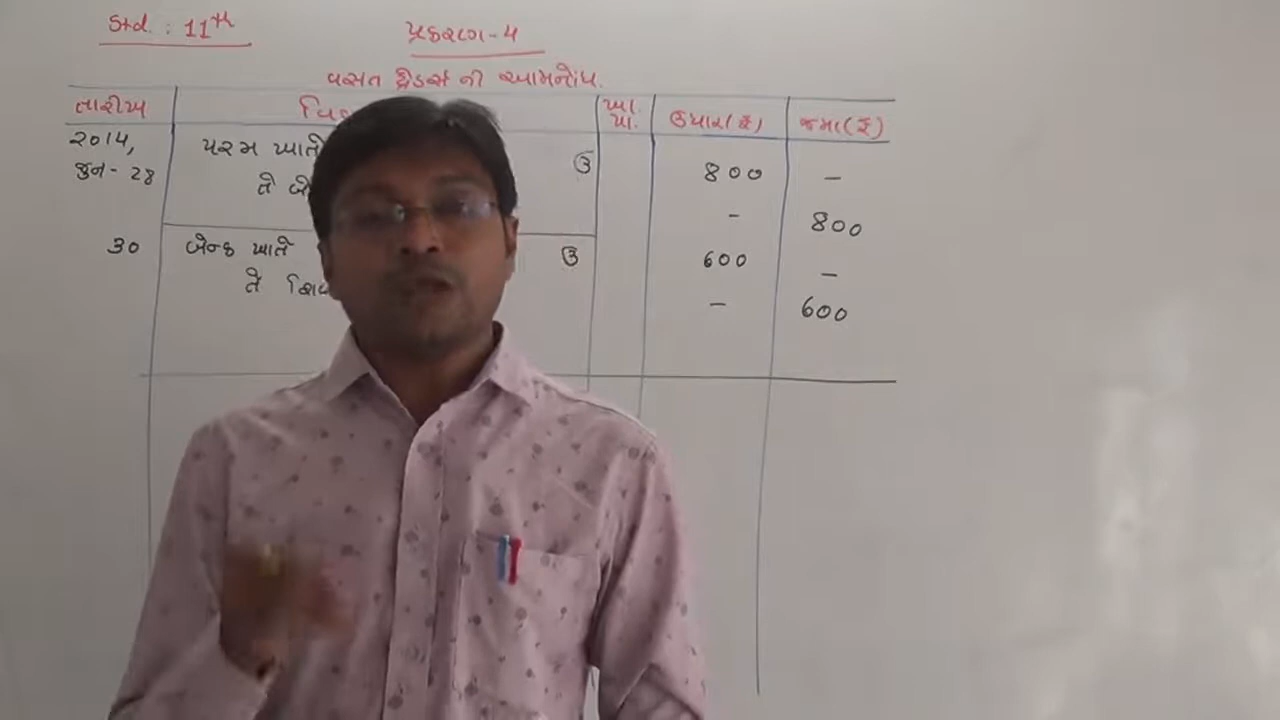 Std. : 11th
પ્રકરણ-4
વસંત ટ્રેડર્સ ની આમનોંધ.
તારીખ ખા. પા. ઉધાર(₹) જમા(₹)
2014, પરમ ખાતે ઉ 800 –
જુન- 28 તે
- 800
30 બેન્ક ખાતે ઉ 600 –
તે – 600